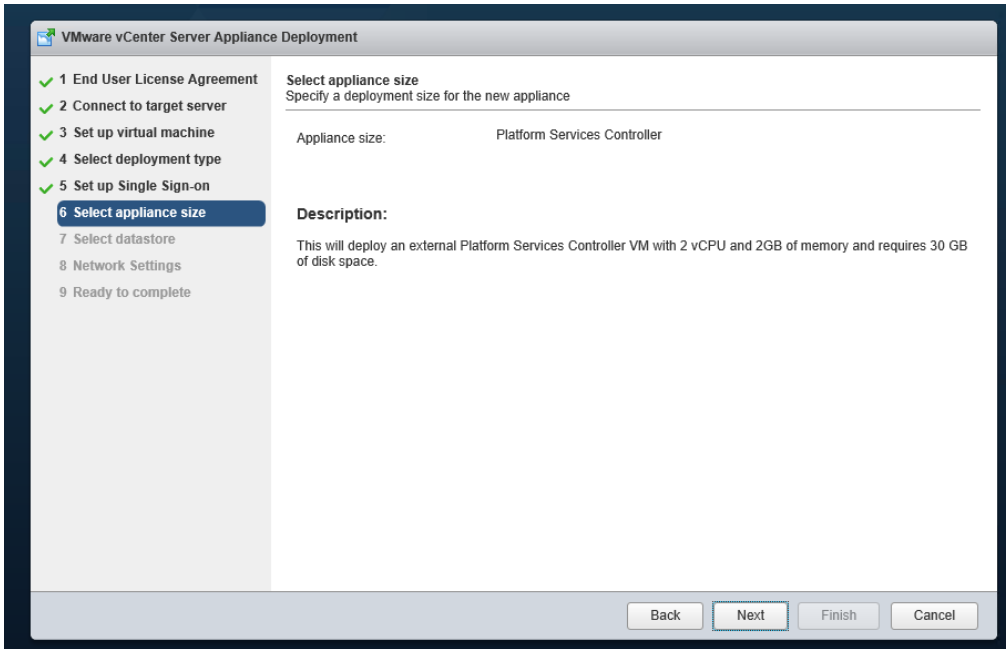 VMware vCenter Server Appliance Deployment
1 End User License Agreement
2 Connect to target server
3 Set up virtual machine
4 Select deployment type
5 Set up Single Sign-on
6 Select appliance size
7 Select datastore
8 Network Settings
9 Ready to complete
Select appliance size
Specify a deployment size for the new appliance
Appliance size: Platform Services Controller
Description:
This will deploy an external Platform Services Controller VM with 2 vCPU and 2GB of memory and requires 30 GB
of disk space.
Back Next Finish Cancel